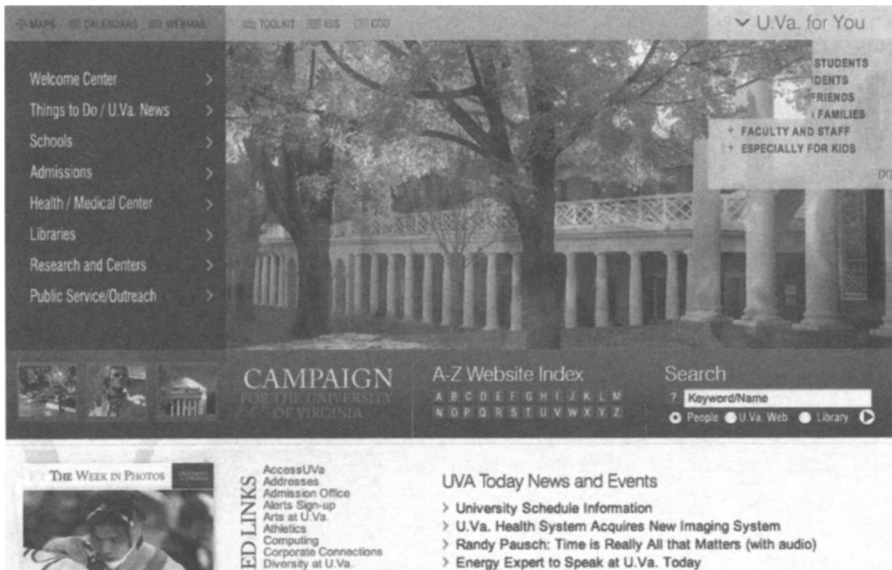 MAPS CALENDARS WEBMAIL TOOLKIT ISIS COD
U.Va. for You
STUDENTS
DENTS
FRIENDS
FAMILIES
+ FACULTY AND STAFF
+ ESPECIALLY FOR KIDS
[X]
Welcome Center >
Things to Do / U.Va. News >
Schools >
Admissions >
Health / Medical Center >
Libraries >
Research and Centers >
Public Service/Outreach >
CAMPAIGN
FOR THE UNIVERSITY
OF VIRGINIA
A-Z Website Index
A B C D E F G H I J K L M
N O P Q R S T U V W X Y Z
Search
? Keyword/Name
People U.Va. Web Library
THE WEEK IN PHOTOS
ED LINKS
AccessUVa
Addresses
Admission Office
Alerts Sign-up
Arts at U.Va.
Athletics
Computing
Corporate Connections
Diversity at U.Va.
UVA Today News and Events
> University Schedule Information
> U.Va. Health System Acquires New Imaging System
> Randy Pausch: Time is Really All that Matters (with audio)
> Energy Expert to Speak at U.Va. Today